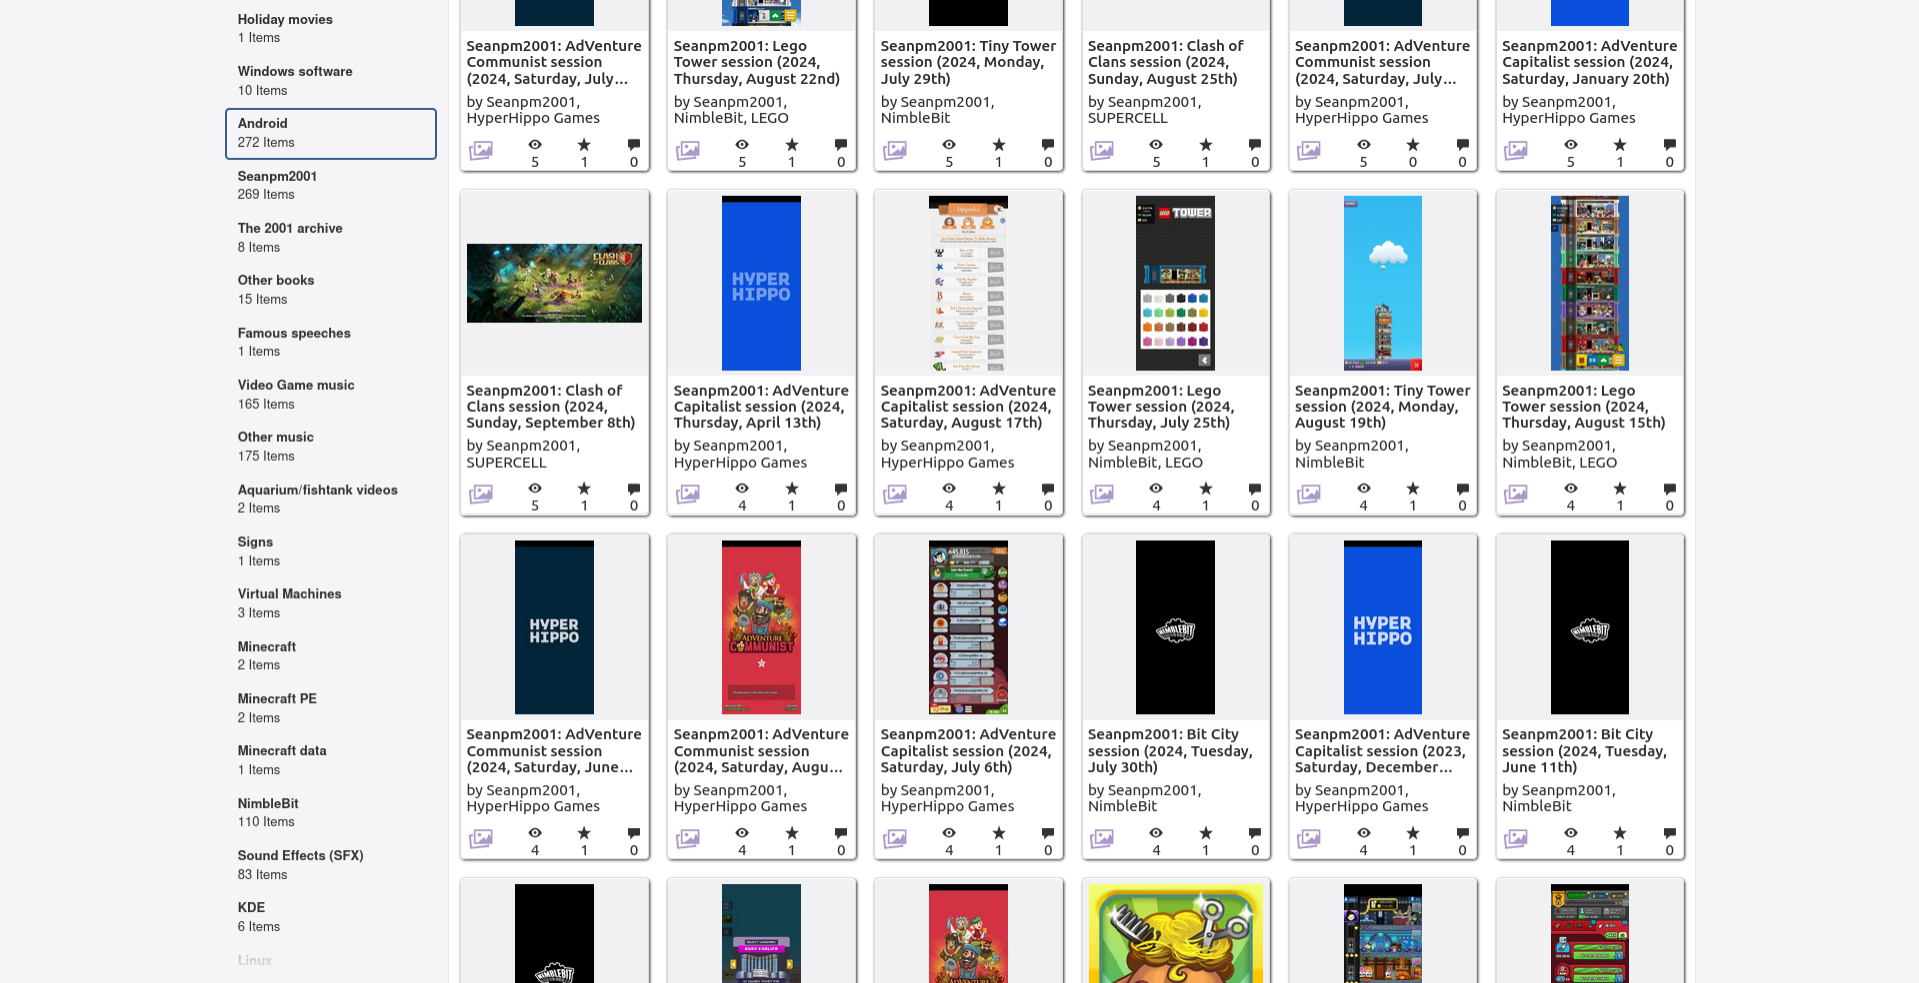 Holiday movies
1 Items
Windows software
10 Items
Android
272 Items
Seanpm2001
269 Items
The 2001 archive
8 Items
Other books
15 Items
Famous speeches
1 Items
Video Game music
165 Items
Other music
175 Items
Aquarium/fishtank videos
2 Items
Signs
1 Items
Virtual Machines
3 Items
Minecraft
2 Items
Minecraft PE
2 Items
Minecraft data
1 Items
NimbleBit
110 Items
Sound Effects (SFX)
83 Items
KDE
6 Items
Linux
Seanpm2001: AdVenture
Communist session
(2024, Saturday, July...
by Seanpm2001,
HyperHippo Games
5 1 0
Seanpm2001: Lego
Tower session (2024,
Thursday, August 22nd)
by Seanpm2001,
NimbleBit, LEGO
5 1 0
Seanpm2001: Tiny Tower
session (2024, Monday,
July 29th)
by Seanpm2001,
NimbleBit
5 1 0
Seanpm2001: Clash of
Clans session (2024,
Sunday, August 25th)
by Seanpm2001,
SUPERCELL
5 1 0
Seanpm2001: AdVenture
Communist session
(2024, Saturday, July...
by Seanpm2001,
HyperHippo Games
5 0 0
Seanpm2001: AdVenture
Capitalist session (2024,
Saturday, January 20th)
by Seanpm2001,
HyperHippo Games
5 1 0
CLASH
CLANS
Seanpm2001: Clash of
Clans session (2024,
Sunday, September 8th)
by Seanpm2001,
SUPERCELL
5 1 0
HYPER
HIPPO
Seanpm2001: AdVenture
Capitalist session (2024,
Thursday, April 13th)
by Seanpm2001,
HyperHippo Games
4 1 0
Upgrades
Seanpm2001: AdVenture
Capitalist session (2024,
Saturday, August 17th)
by Seanpm2001,
HyperHippo Games
4 1 0
LEGO TOWER
Seanpm2001: Lego
Tower session (2024,
Thursday, July 25th)
by Seanpm2001,
NimbleBit, LEGO
4 1 0
Seanpm2001: Tiny Tower
session (2024, Monday,
August 19th)
by Seanpm2001,
NimbleBit
4 1 0
Seanpm2001: Lego
Tower session (2024,
Thursday, August 15th)
by Seanpm2001,
NimbleBit, LEGO
4 1 0
HYPER
HIPPO
Seanpm2001: AdVenture
Communist session
(2024, Saturday, June...
by Seanpm2001,
HyperHippo Games
4 1 0
ADVENTURE
COMMUNIST
Seanpm2001: AdVenture
Communist session
(2024, Saturday, Augu...
by Seanpm2001,
HyperHippo Games
4 1 0
Seanpm2001: AdVenture
Capitalist session (2024,
Saturday, July 6th)
by Seanpm2001,
HyperHippo Games
4 1 0
NIMBLEBIT
Seanpm2001: Bit City
session (2024, Tuesday,
July 30th)
by Seanpm2001,
NimbleBit
4 1 0
HYPER
HIPPO
Seanpm2001: AdVenture
Capitalist session (2023,
Saturday, December...
by Seanpm2001,
HyperHippo Games
4 1 0
NIMBLEBIT
Seanpm2001: Bit City
session (2024, Tuesday,
June 11th)
by Seanpm2001,
NimbleBit
4 1 0
NIMBLEBIT
ADVENTURE